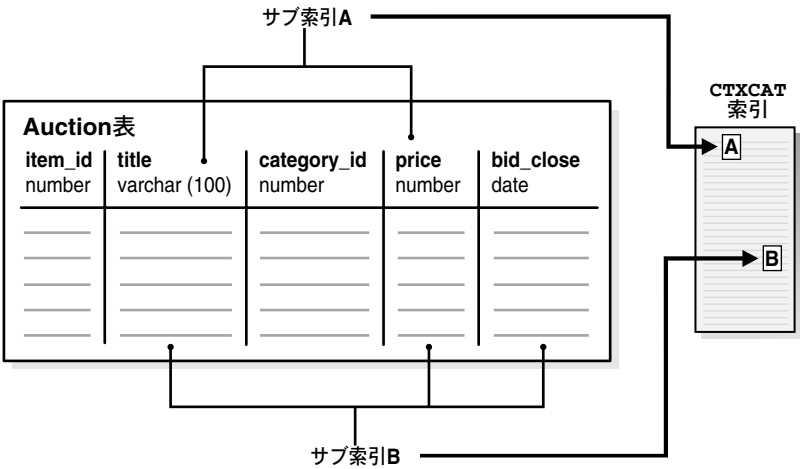 サブ索引A
CTXCAT
索引
A
B
Auction表
item_id title category_id price bid_close
number varchar (100) number number date
サブ索引B